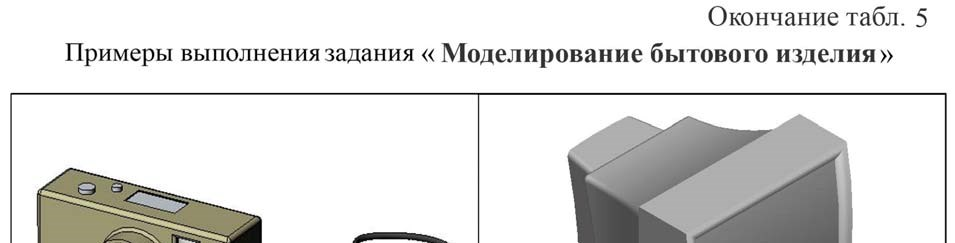 Окончание табл. 5
Примеры выполнения задания « Моделирование бытового изделия»